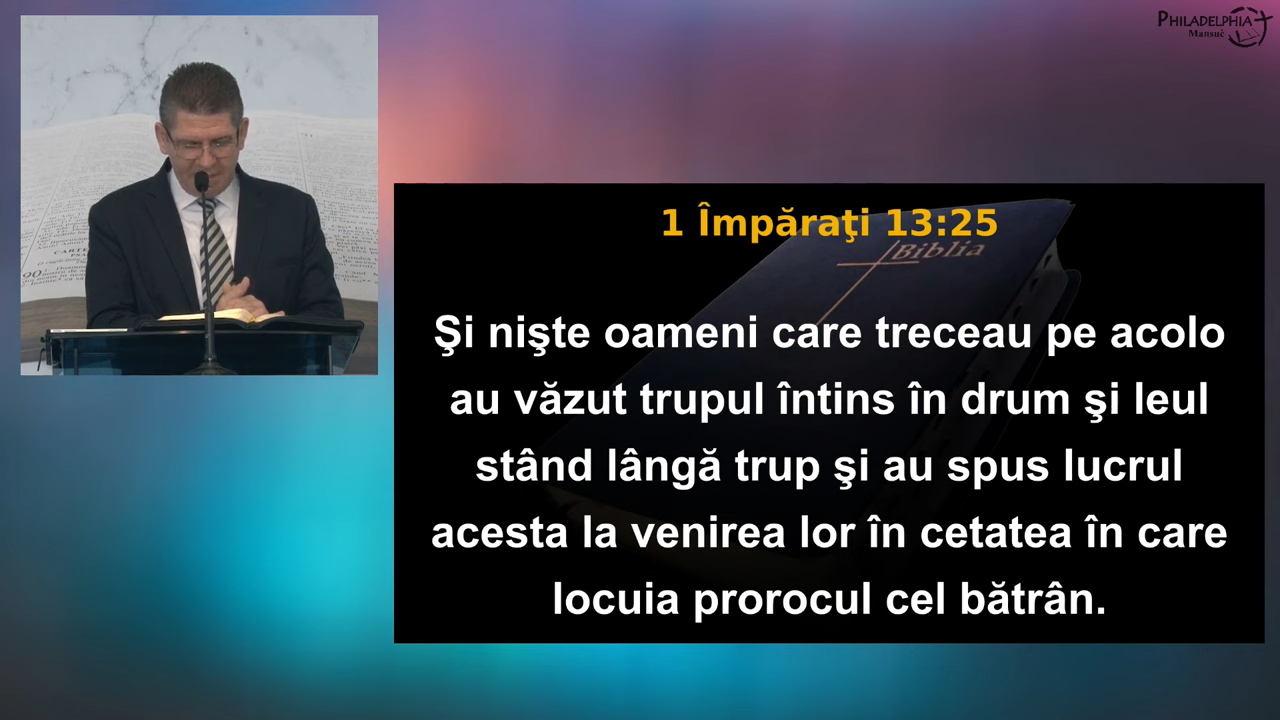 PHILADELPHIA
Mansuè
1 Împăraţi 13:25
Biblia
Şi nişte oameni care treceau pe acolo
au văzut trupul întins în drum şi leul
stând lângă trup şi au spus lucrul
acesta la venirea lor în cetatea în care
locuia prorocul cel bătrân.
90